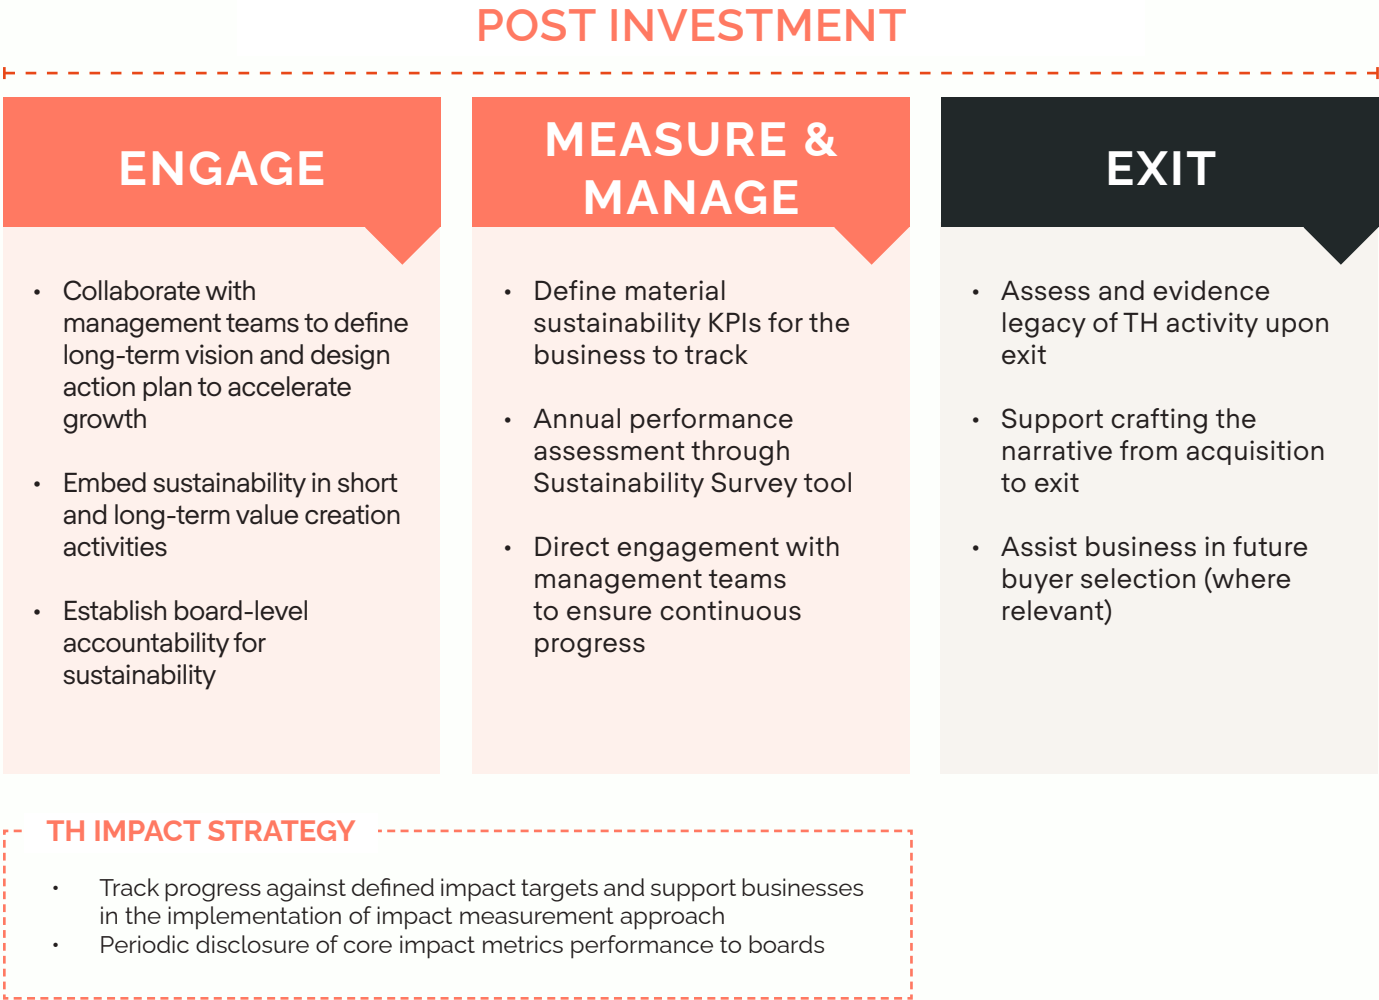 POST INVESTMENT
ENGAGE
• Collaborate with
management teams to define
long-term vision and design
action plan to accelerate
growth
• Embed sustainability in short
and long-term value creation
activities
• Establish board-level
accountability for
sustainability
MEASURE &
MANAGE
• Define material
sustainability KPIs for the
business to track
• Annual performance
assessment through
Sustainability Survey tool
• Direct engagement with
management teams
to ensure continuous
progress
EXIT
• Assess and evidence
legacy of TH activity upon
exit
• Support crafting the
narrative from acquisition
to exit
• Assist business in future
buyer selection (where
relevant)
TH IMPACT STRATEGY
• Track progress against defined impact targets and support businesses
in the implementation of impact measurement approach
• Periodic disclosure of core impact metrics performance to boards